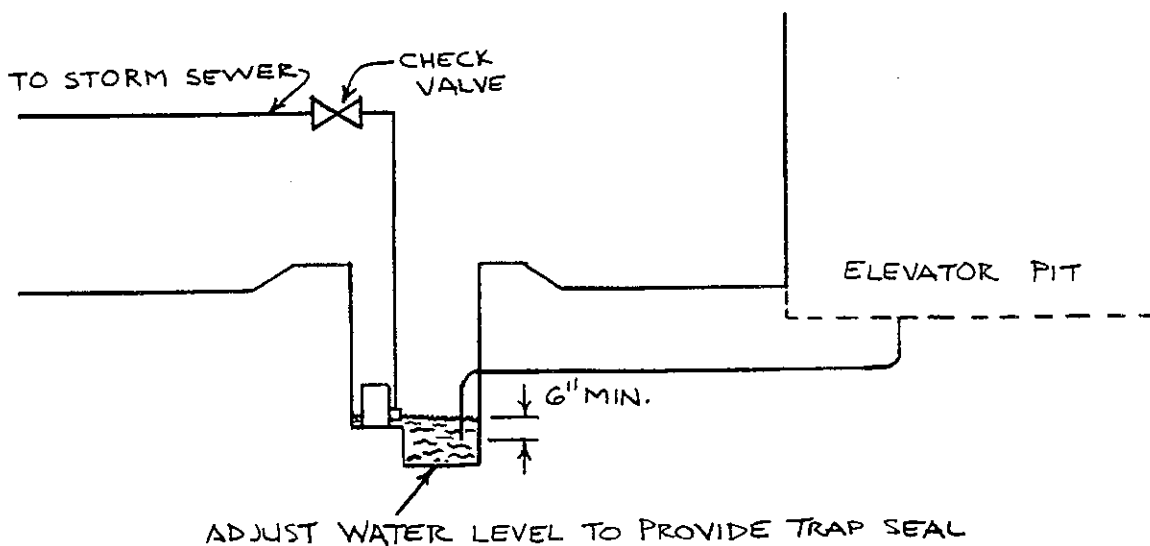 TO STORM SEWER
CHECK
VALVE
ELEVATOR PIT
6" MIN.
ADJUST WATER LEVEL TO PROVIDE TRAP SEAL